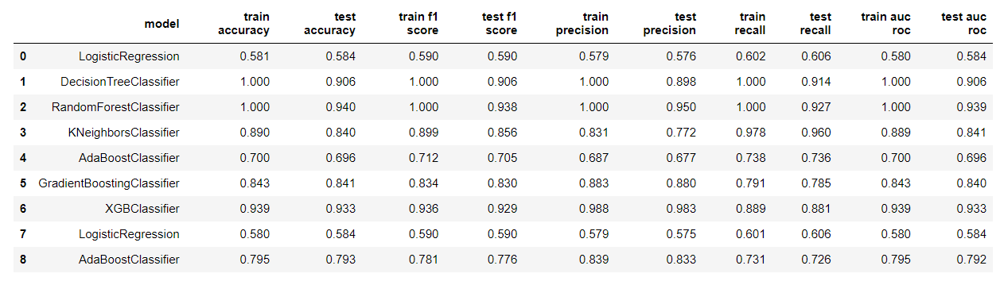 model train accuracy test accuracy train f1 score test f1 score train precision test precision train recall test recall train auc roc test auc roc
0 LogisticRegression 0.581 0.584 0.590 0.590 0.579 0.576 0.602 0.606 0.580 0.584
1 DecisionTreeClassifier 1.000 0.906 1.000 0.906 1.000 0.898 1.000 0.914 1.000 0.906
2 RandomForestClassifier 1.000 0.940 1.000 0.938 1.000 0.950 1.000 0.927 1.000 0.939
3 KNeighborsClassifier 0.890 0.840 0.899 0.856 0.831 0.772 0.978 0.960 0.889 0.841
4 AdaBoostClassifier 0.700 0.696 0.712 0.705 0.687 0.677 0.738 0.736 0.700 0.696
5 GradientBoostingClassifier 0.843 0.841 0.834 0.830 0.883 0.880 0.791 0.785 0.843 0.840
6 XGBClassifier 0.939 0.933 0.936 0.929 0.988 0.983 0.889 0.881 0.939 0.933
7 LogisticRegression 0.580 0.584 0.590 0.590 0.579 0.575 0.601 0.606 0.580 0.584
8 AdaBoostClassifier 0.795 0.793 0.781 0.776 0.839 0.833 0.731 0.726 0.795 0.792